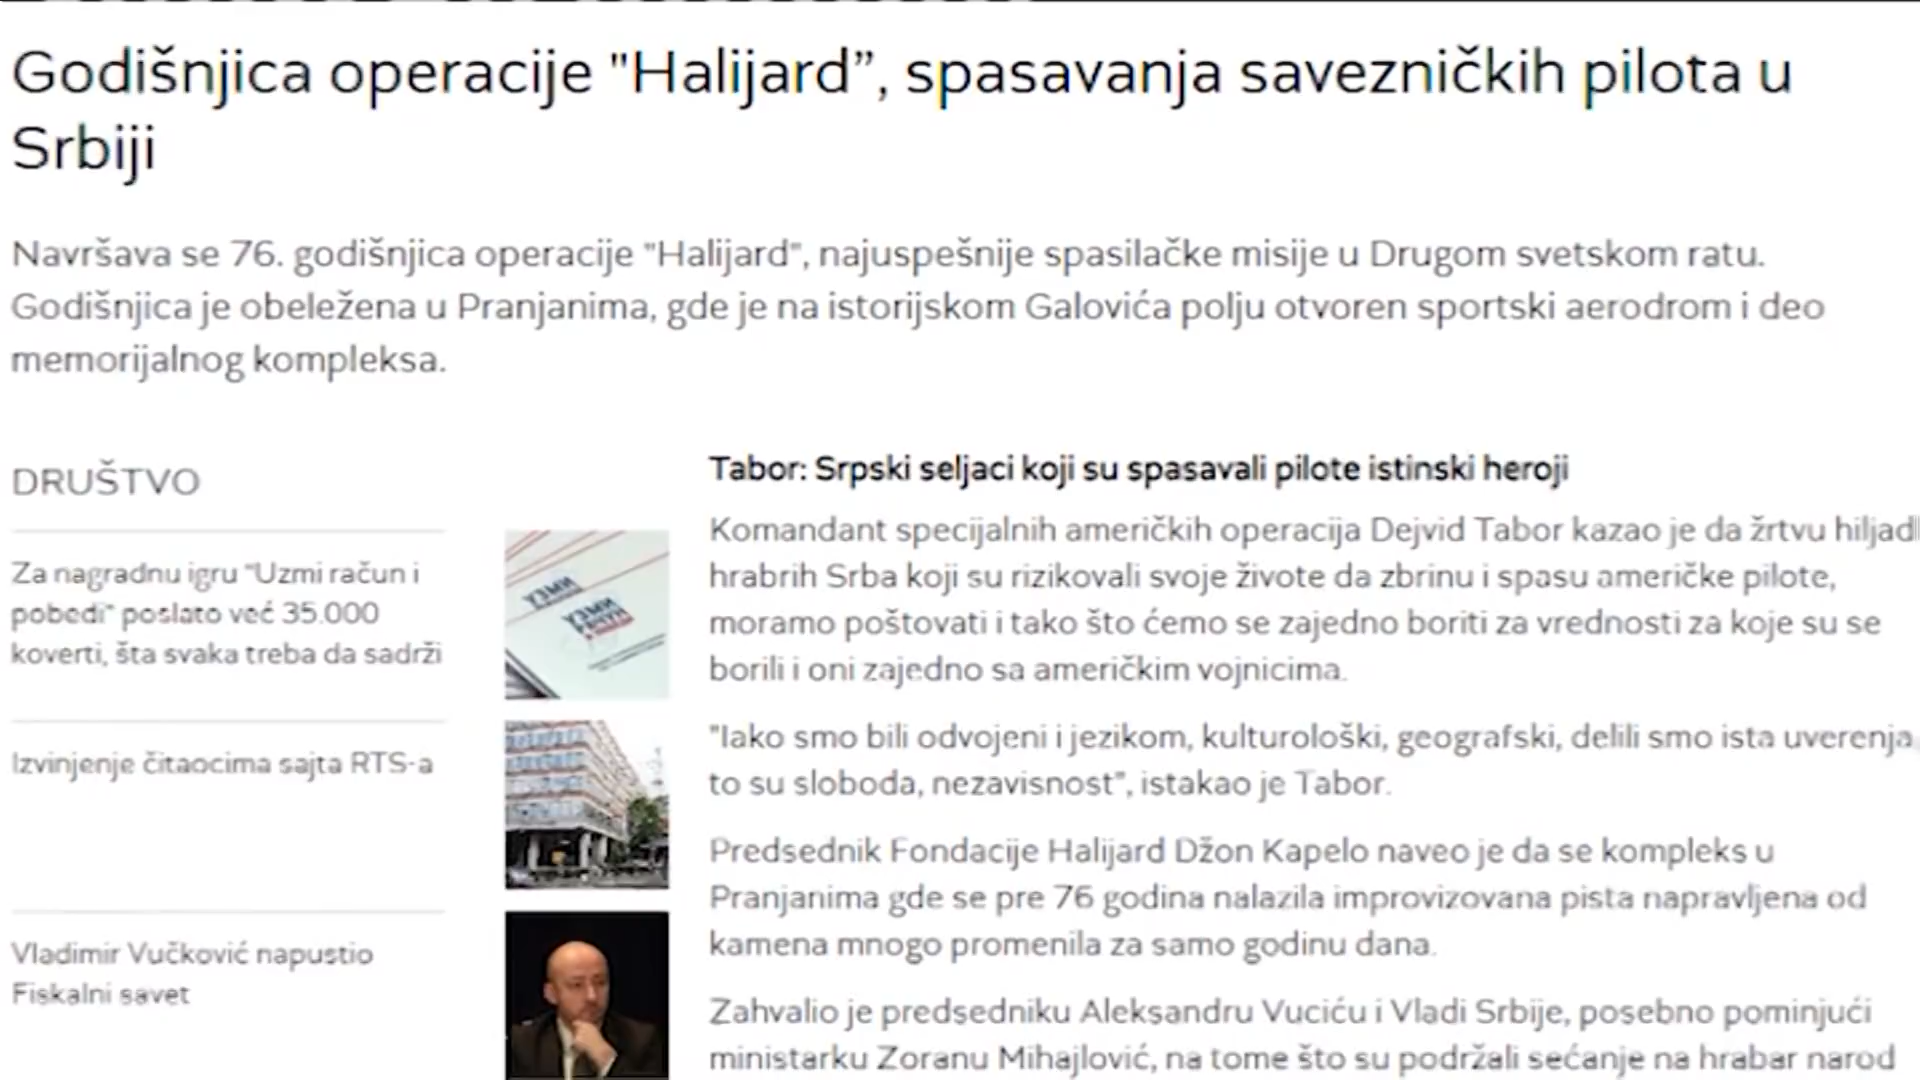 Godišnjica operacije "Halijard”, spasavanja savezničkih pilota u
Srbiji
Navršava se 76. godišnjica operacije "Halijard", najuspešnije spasilačke misije u Drugom svetskom ratu.
Godišnjica je obeležena u Pranjanima, gde je na istorijskom Galovića polju otvoren sportski aerodrom i deo
memorijalnog kompleksa.
DRUŠTVO
Za nagradnu igru "Uzmi račun i
pobedi" poslato već 35.000
koverti, šta svaka treba da sadrži
Izvinjenje čitaocima sajta RTS-a
Vladimir Vučković napustio
Fiskalni savet
Tabor: Srpski seljaci koji su spasavali pilote istinski heroji
Komandant specijalnih američkih operacija Dejvid Tabor kazao je da žrtvu
hrabrih Srba koji su rizikovali svoje živote da zbrinu i spasu američke pilote,
moramo poštovati i tako što ćemo se zajedno boriti za vrednosti za koje su se
borili i oni zajedno sa američkim vojnicima.
"Iako smo bili odvojeni i jezikom, kulturološki, geografski, delili smo ista uverenja,
to su sloboda, nezavisnost", istakao je Tabor.
Predsednik Fondacije Halijard Džon Kapelo naveo je da se kompleks u
Pranjanima gde se pre 76 godina nalazila improvizovana pista napravljena od
kamena mnogo promenila za samo godinu dana.
Zahvalio je predsedniku Aleksandru Vuciću i Vladi Srbije, posebno pominjući
ministarku Zoranu Mihajlović, na tome što su podržali sećanje na hrabar narod